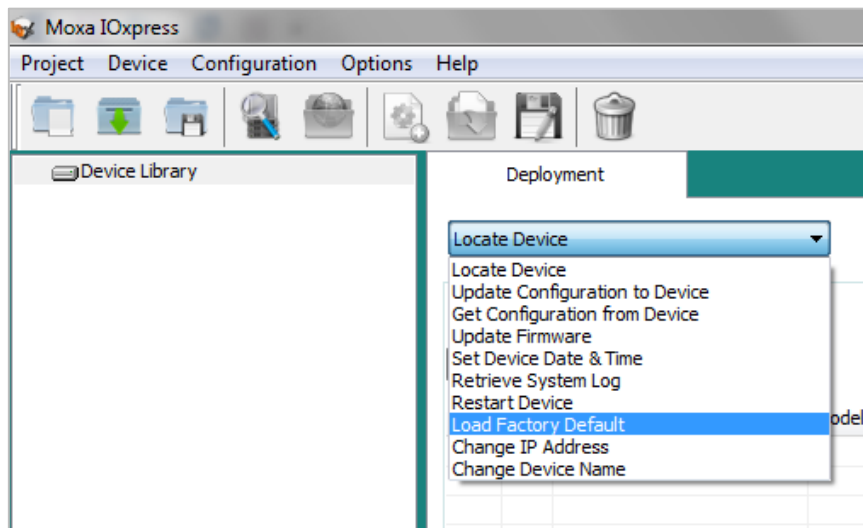 Moxa IOxpress
Project Device Configuration Options Help
Device Library
Deployment
Locate Device
Locate Device
Update Configuration to Device
Get Configuration from Device
Update Firmware
Set Device Date & Time
Retrieve System Log
Restart Device
Load Factory Default
Change IP Address
Change Device Name